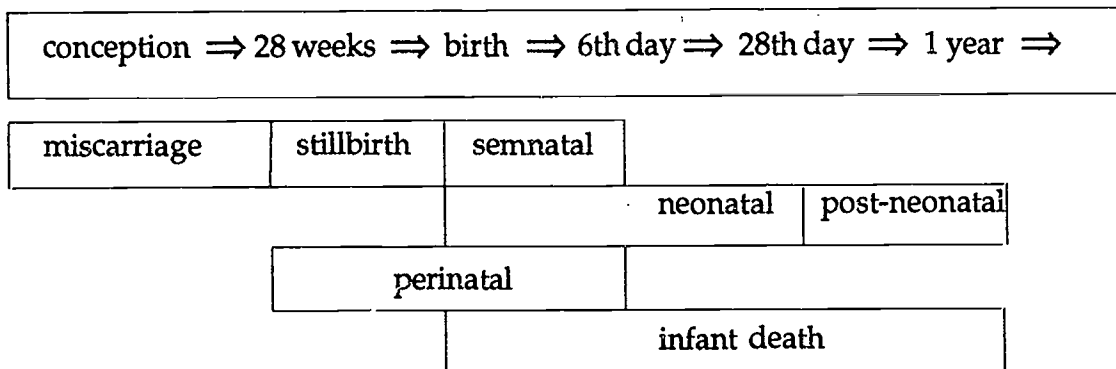 conception ⇒ 28 weeks ⇒ birth ⇒ 6th day ⇒ 28th day ⇒ 1 year ⇒
miscarriage stillbirth semnatal
neonatal post-neonatal
perinatal
infant death